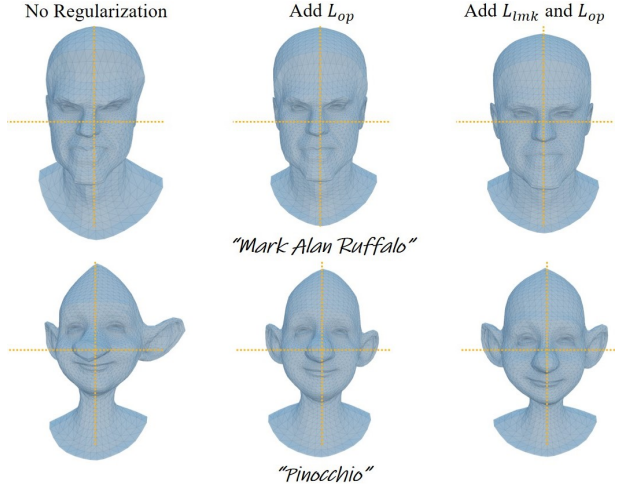 No Regularization
Add L_op
Add L_lmk and L_op
"Mark Alan Ruffalo"
"Pinocchio"